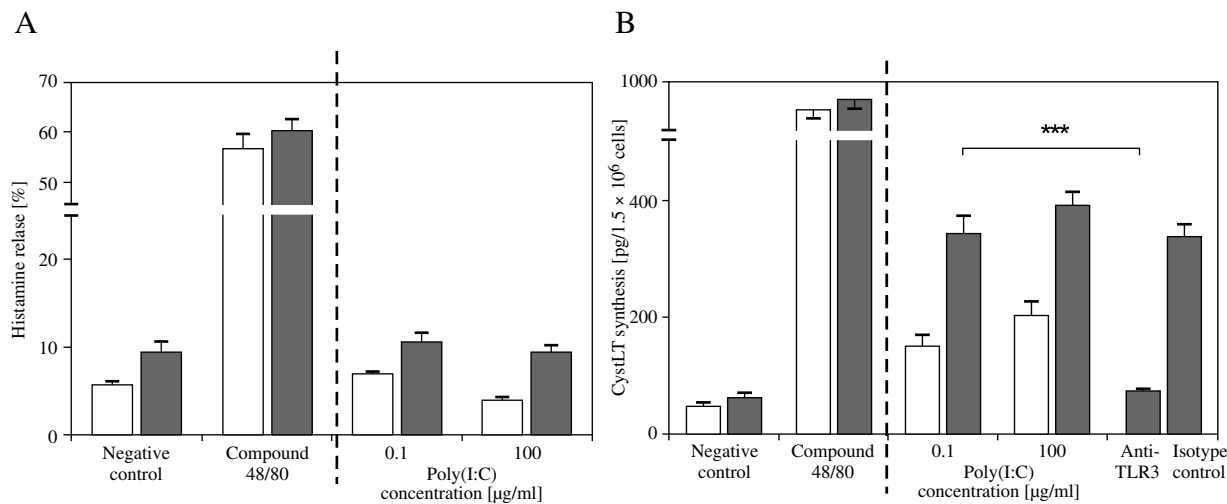 A
Histamine relase [%]
70
60
50
20
10
0
Negative
control
Compound
48/80
0.1
100
Poly(I:C)
concentration [μg/ml]
B
CystLT synthesis [pg/1.5 × 10⁶ cells]
1000
400
200
0
***
Negative
control
Compound
48/80
0.1
100
Poly(I:C)
concentration [μg/ml]
Anti-
TLR3
Isotype
control